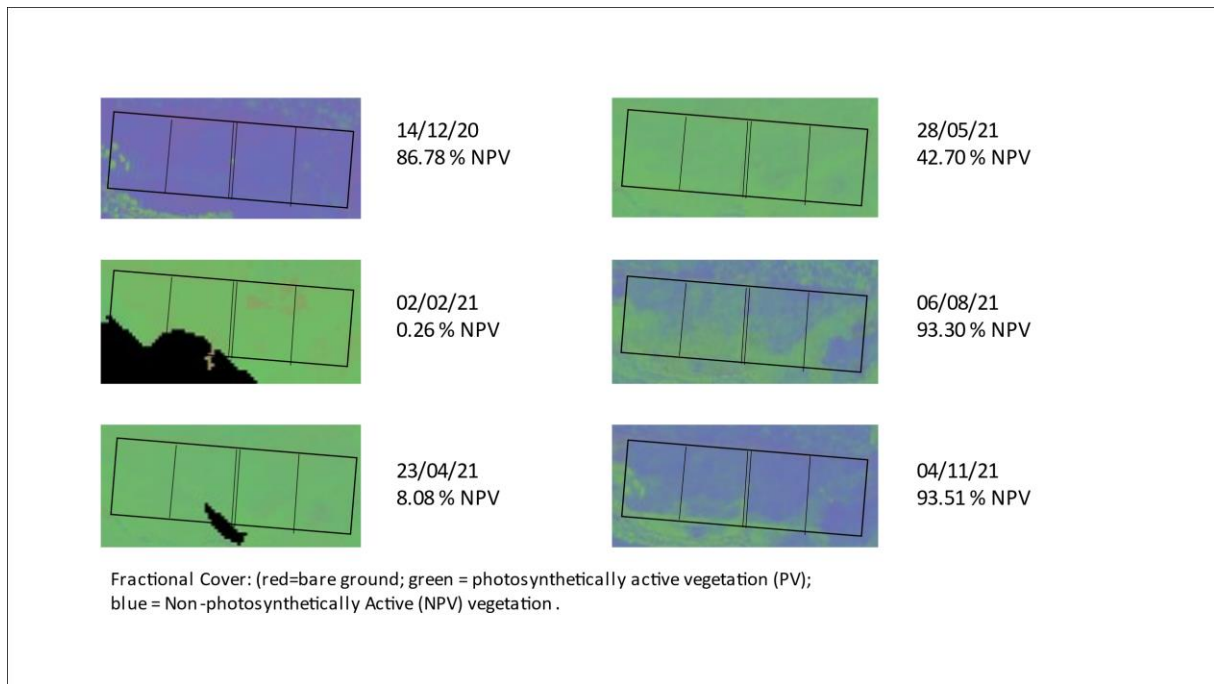 14/12/20
86.78 % NPV
02/02/21
0.26 % NPV
23/04/21
8.08 % NPV
28/05/21
42.70 % NPV
06/08/21
93.30 % NPV
04/11/21
93.51 % NPV
Fractional Cover: (red=bare ground; green = photosynthetically active vegetation (PV);
blue = Non-photosynthetically Active (NPV) vegetation .